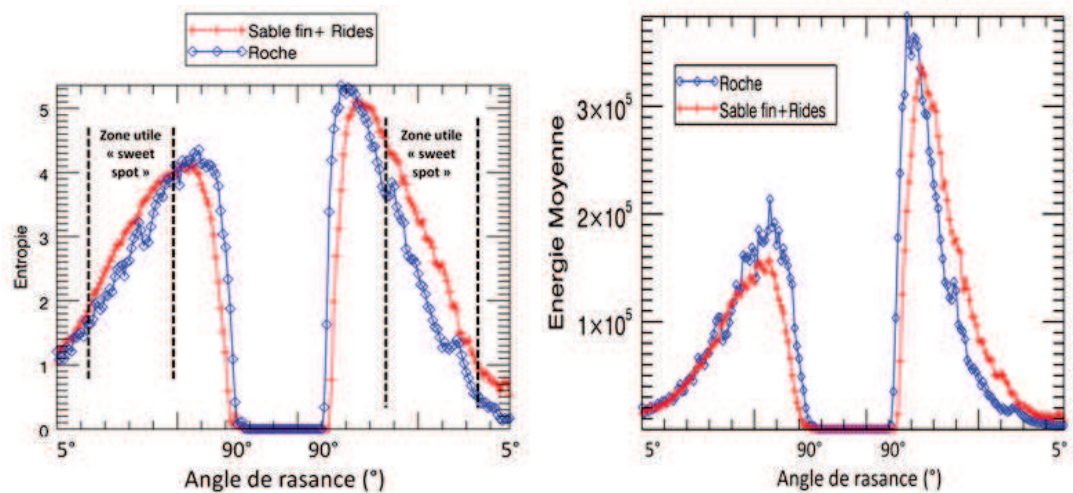 Sable fin+ Rides
Roche
Entropie
5
4
3
2
1
0
Zone utile
« sweet
spot »
Zone utile
« sweet
spot »
5°
90°
90°
5°
Angle de rasance (°)
Energie Moyenne
3×10⁵
2×10⁵
1×10⁵
Roche
Sable fin+Rides
5°
90°
90°
5°
Angle de rasance (°)